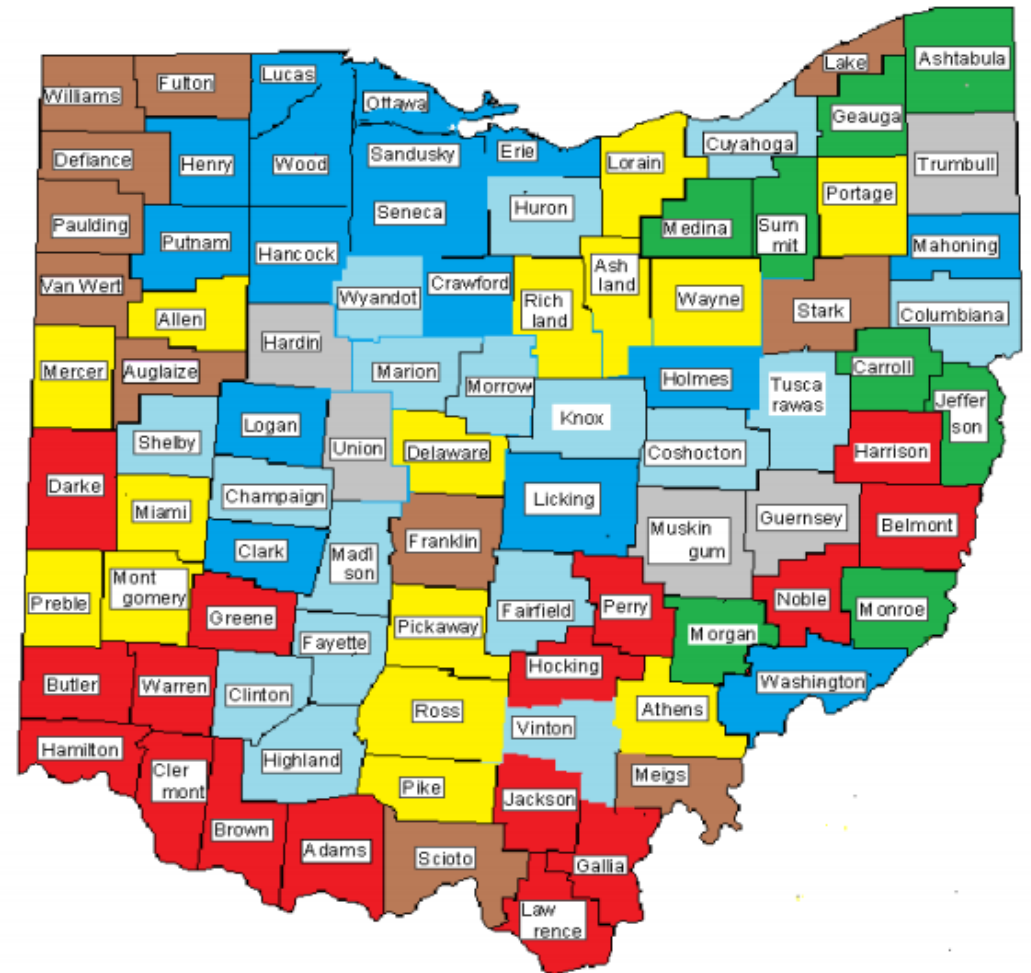 Ashtabula
Lake
Geauga
Lucas
Fulton
Williams
Ottawa
Cuyahoga
Trumbull
Erie
Sandusky
Defiance
Henry
Wood
Lorain
Portage
Huron
Seneca
Paulding
Medina
Sum
mit
Putnam
Mahoning
Hancock
Ash
land
Van Wert
Crawford
Wyandot
Rich
land
Wayne
Stark
Columbiana
Allen
Hardin
Mercer
Auglaize
Marion
Morrow
Holmes
Tusca
rawas
Carroll
Jeffer
son
Knox
Logan
Shelby
Union
Delaware
Coshocton
Harrison
Darke
Champaign
Licking
Miami
Muskin
gum
Guernsey
Belmont
Clark
Madi
son
Franklin
Mont
gomery
Preble
Greene
Fairfield
Perry
Noble
Monroe
Pickaway
Morgan
Fayette
Hocking
Butler
Warren
Clinton
Washington
Ross
Athens
Vinton
Hamilton
Highland
Cler
mont
Meigs
Pike
Jackson
Brown
Adams
Scioto
Gallia
Law
rence